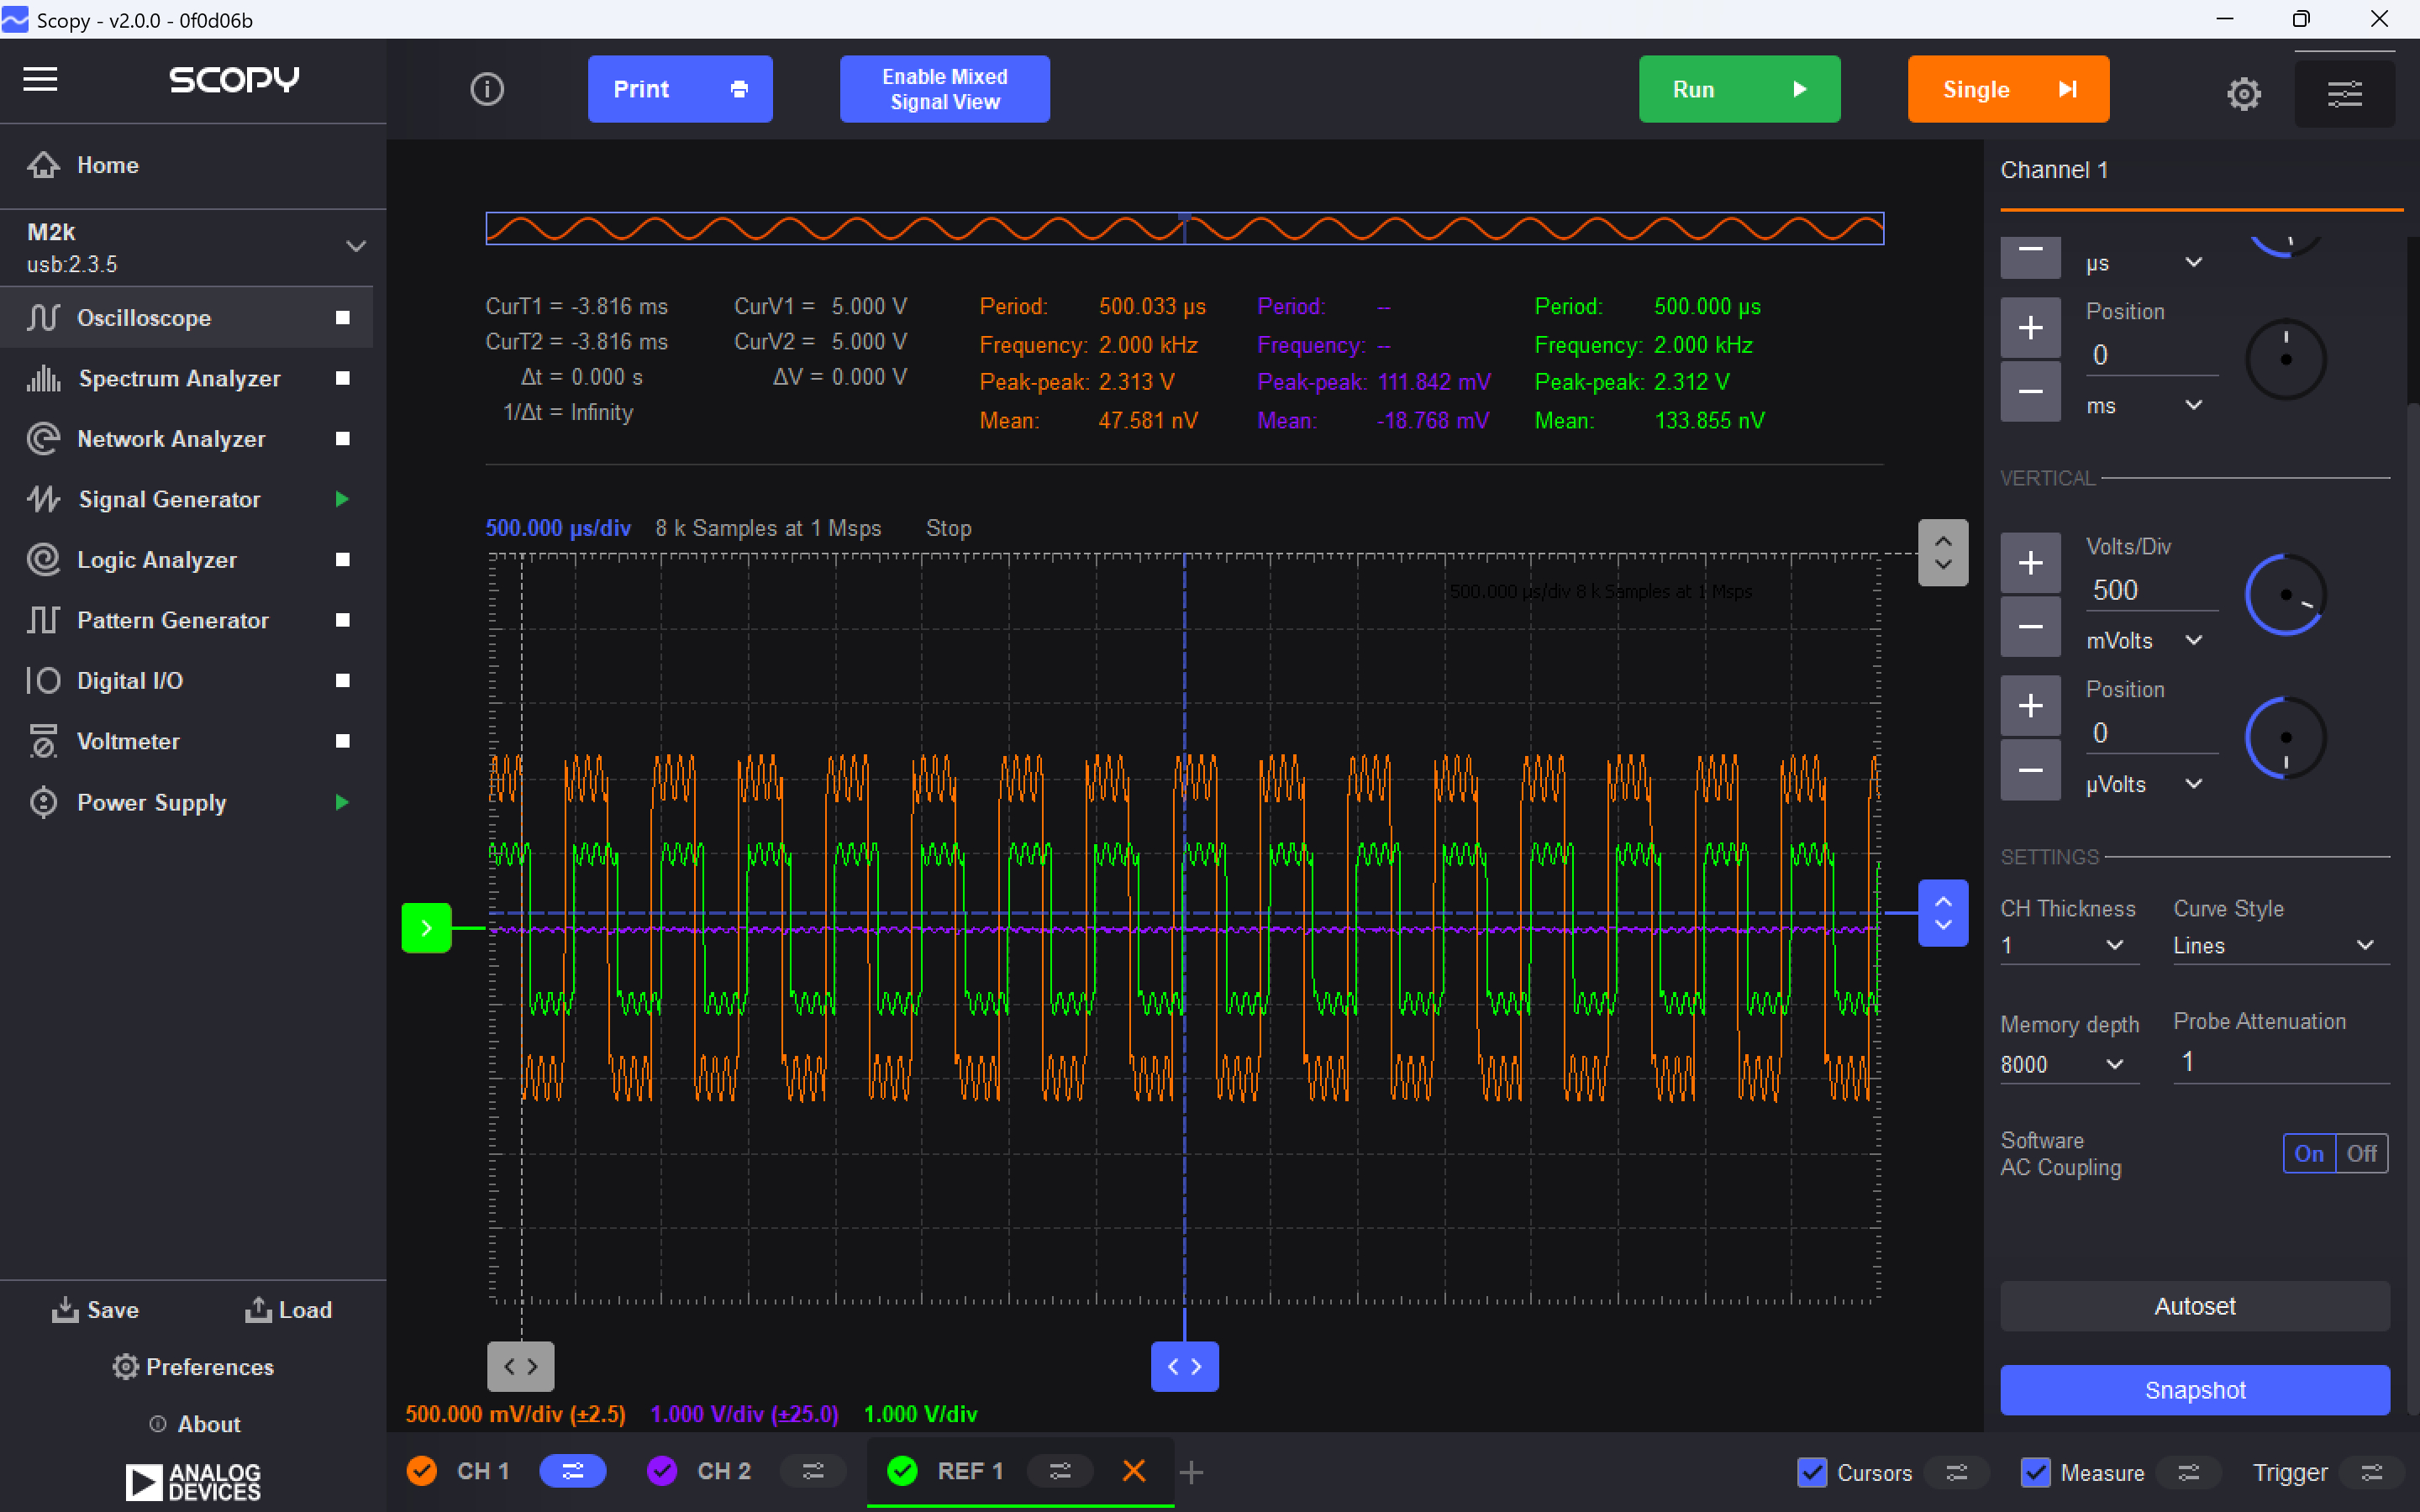 Scopy - v2.0.0 - 0f0d06b
SCOPY
Print
Enable Mixed
Signal View
Run
Single
Home
M2k
usb:2.3.5
Oscilloscope
Spectrum Analyzer
Network Analyzer
Signal Generator
Logic Analyzer
Pattern Generator
Digital I/O
Voltmeter
Power Supply
Save
Load
Preferences
About
ANALOG
DEVICES
CurT1 = -3.816 ms
CurT2 = -3.816 ms
Δt = 0.000 s
1/Δt = Infinity
CurV1 = 5.000 V
CurV2 = 5.000 V
ΔV = 0.000 V
Period: 500.033 µs
Frequency: 2.000 kHz
Peak-peak: 2.313 V
Mean: 47.581 nV
Period: --
Frequency: --
Peak-peak: 111.842 mV
Mean: -18.768 mV
Period: 500.000 µs
Frequency: 2.000 kHz
Peak-peak: 2.312 V
Mean: 133.855 nV
500.000 µs/div 8 k Samples at 1 Msps Stop
500.000 µs/div 8 k Samples at 1 Msps
500.000 mV/div (±2.5) 1.000 V/div (±25.0) 1.000 V/div
CH 1
CH 2
REF 1
Cursors
Measure
Trigger
Channel 1
µs
Position
0
ms
VERTICAL
Volts/Div
500
mVolts
Position
0
µVolts
SETTINGS
CH Thickness
1
Curve Style
Lines
Memory depth
8000
Probe Attenuation
1
Software
AC Coupling
On Off
Autoset
Snapshot